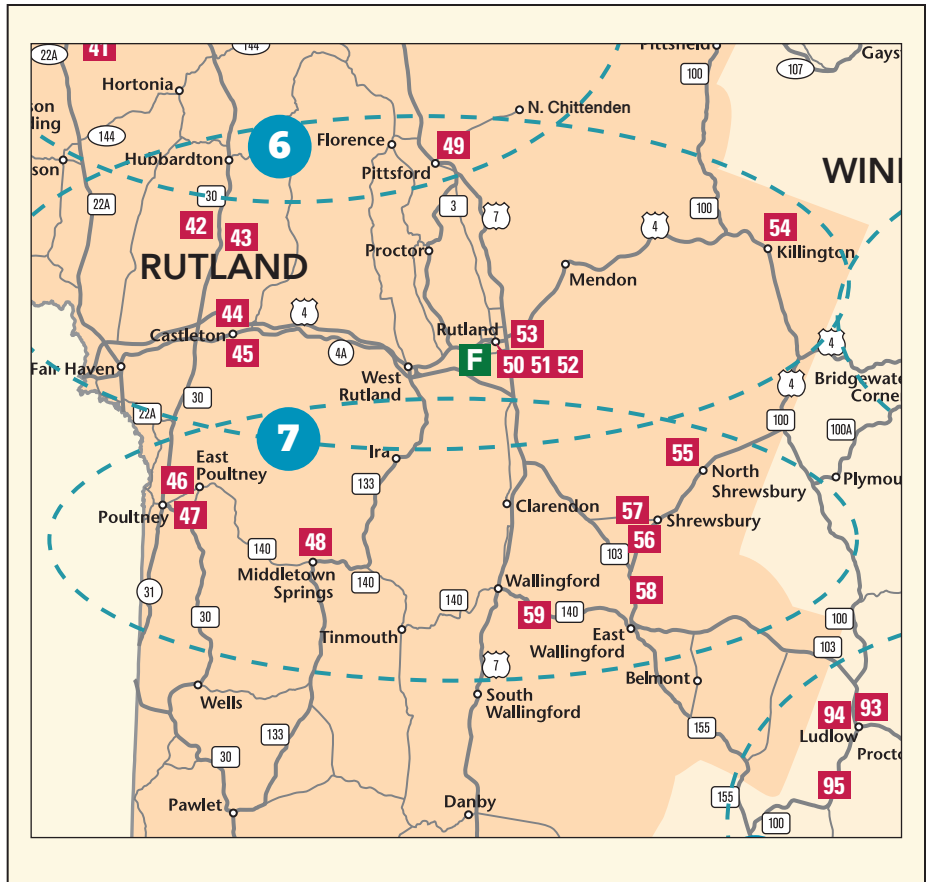 22A
41
144
Pittsfield
Gays
100
107
Hortonia
son
ling
N. Chittenden
144
Florence
49
6
Hubbardton
son
Pittsford
WIN
30
22A
3
7
100
42
43
4
54
Proctor
Killington
RUTLAND
Mendon
44
4
Rutland
53
Castleton
4
45
4A
F
50 51 52
Fair Haven
West
Rutland
4
Bridgewate
Corne
30
22A
100
7
100A
Ira
55
East
Poultney
46
North
Shrewsbury
133
Plymou
Poultney
47
Clarendon
57
Shrewsbury
56
48
140
103
Middletown
Springs
140
Wallingford
58
31
140
59
140
30
100
Tinmouth
East
Wallingford
103
7
Belmont
Wells
South
Wallingford
94
93
133
155
Ludlow
Procto
30
95
155
Pawlet
Danby
100